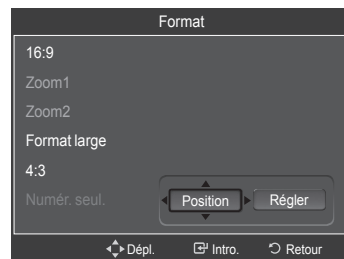 Format
16:9
Zoom1
Zoom2
Format large
4:3
Numér. seul.
Position Régler
Dépl. Intro. Retour